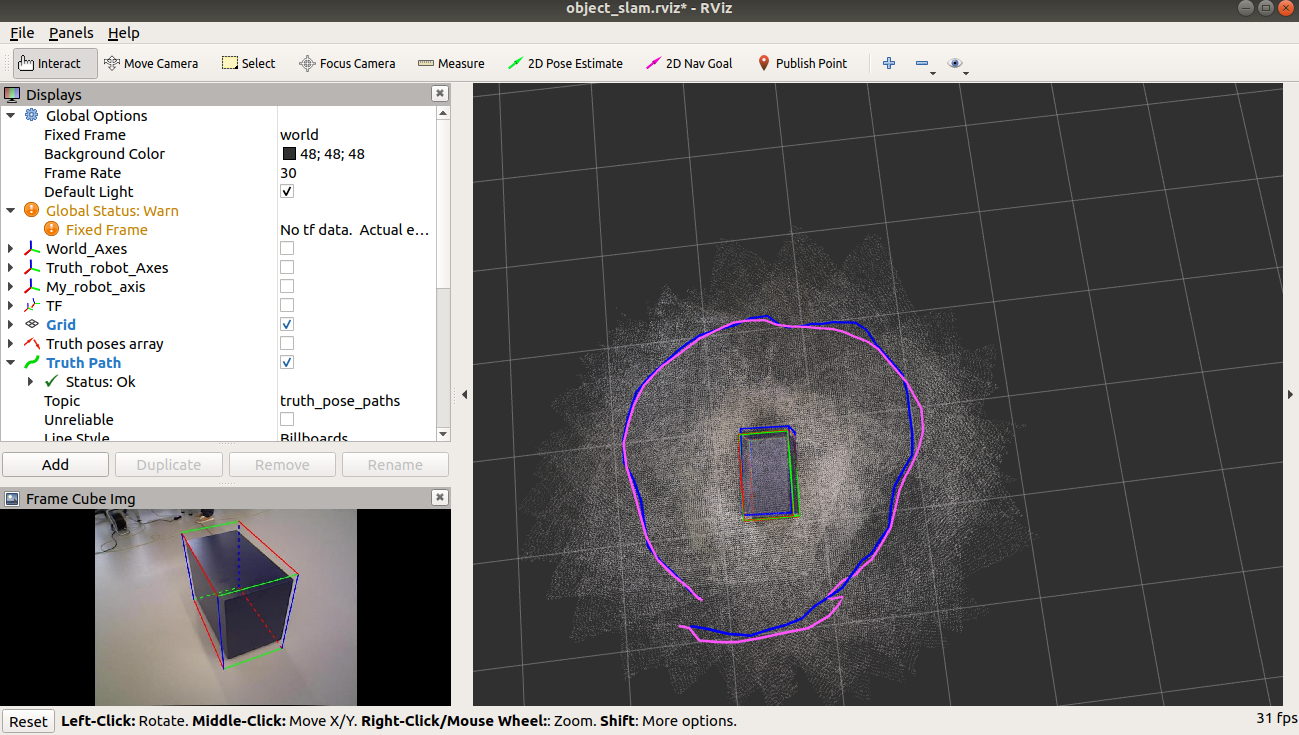 object_slam.rviz* - RViz
File Panels Help
Interact Move Camera Select Focus Camera Measure 2D Pose Estimate 2D Nav Goal Publish Point
Displays
Global Options
Fixed Frame world
Background Color 48; 48; 48
Frame Rate 30
Default Light
Global Status: Warn
Fixed Frame No tf data.  Actual e…
World_Axes
Truth_robot_Axes
My_robot_axis
TF
Grid
Truth poses array
Truth Path
Status: Ok
Topic truth_pose_paths
Unreliable
Line Style Billboards
Add Duplicate Remove Rename
Frame Cube Img
Reset Left-Click: Rotate. Middle-Click: Move X/Y. Right-Click/Mouse Wheel:: Zoom. Shift: More options. 31 fps